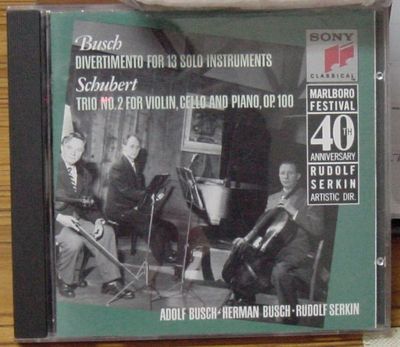 Busch
DIVERTIMENTO FOR 13 SOLO INSTRUMENTS
Schubert
TRIO NO. 2 FOR VIOLIN, CELLO AND PIANO, OP. 100
SONY
CLASSICAL
MARLBORO
FESTIVAL
40TH
ANNIVERSARY
RUDOLF
SERKIN
ARTISTIC DIR.
ADOLF BUSCH · HERMAN BUSCH · RUDOLF SERKIN